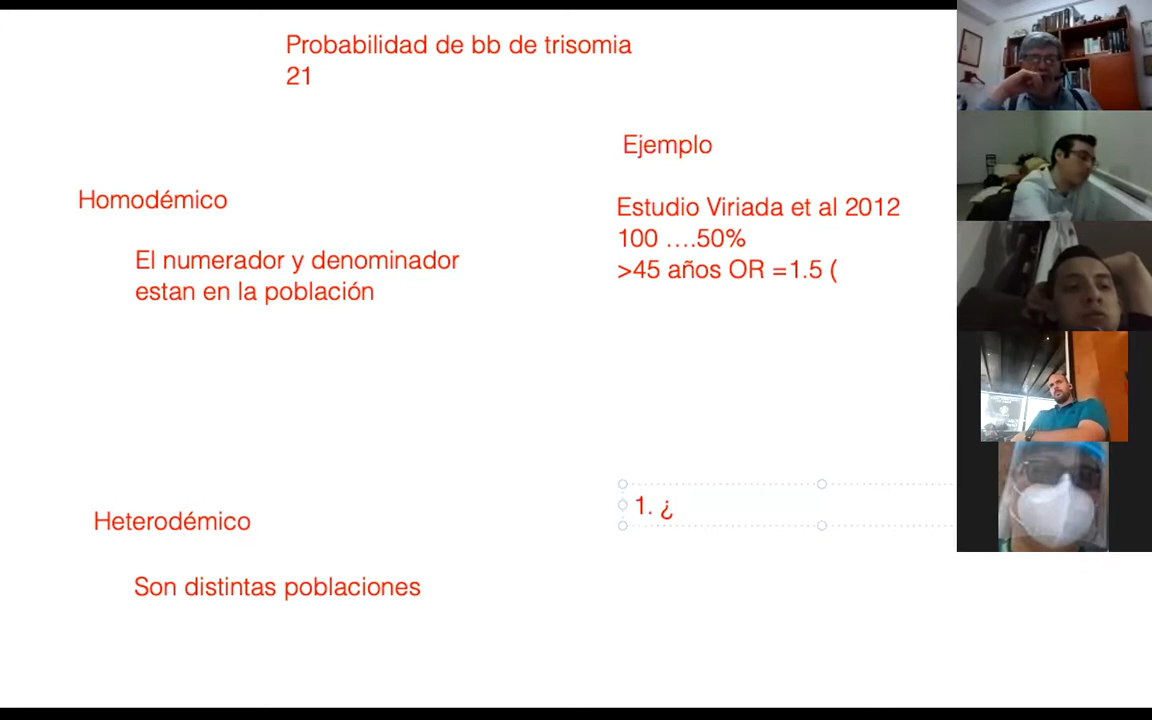 Probabilidad de bb de trisomia
21
Ejemplo
Homodémico
Estudio Viriada et al 2012
100 ....50%
>45 años OR =1.5 (
El numerador y denominador
estan en la población
1. ¿
Heterodémico
Son distintas poblaciones